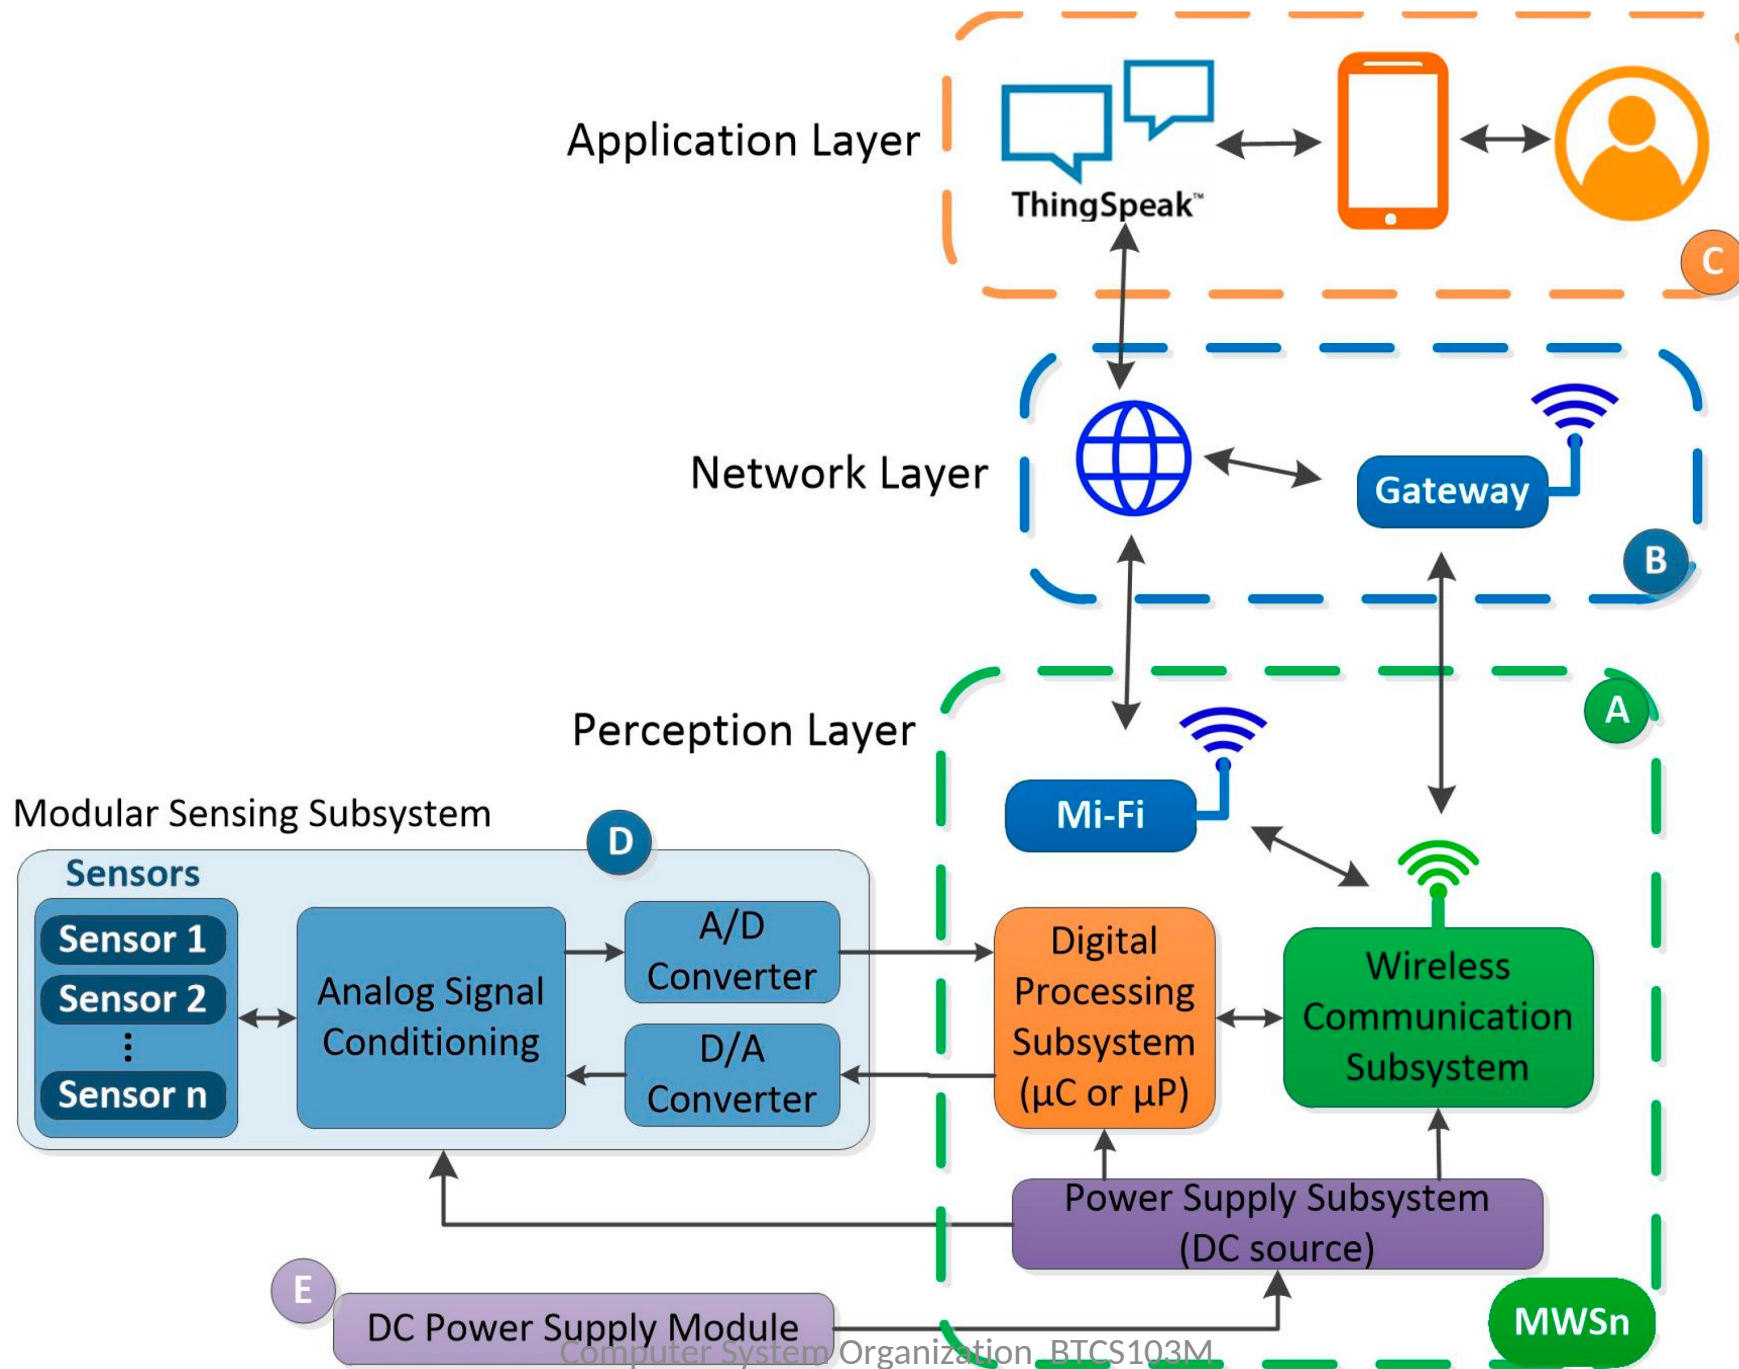 Application Layer
ThingSpeak™
C
Network Layer
Gateway
B
Perception Layer
A
Mi-Fi
Modular Sensing Subsystem
D
Sensors
Sensor 1
Sensor 2
⋮
Sensor n
Analog Signal
Conditioning
A/D
Converter
D/A
Converter
Digital
Processing
Subsystem
(µC or µP)
Wireless
Communication
Subsystem
Power Supply Subsystem
(DC source)
E
DC Power Supply Module
MWSn
Computer System Organization BTCS103M